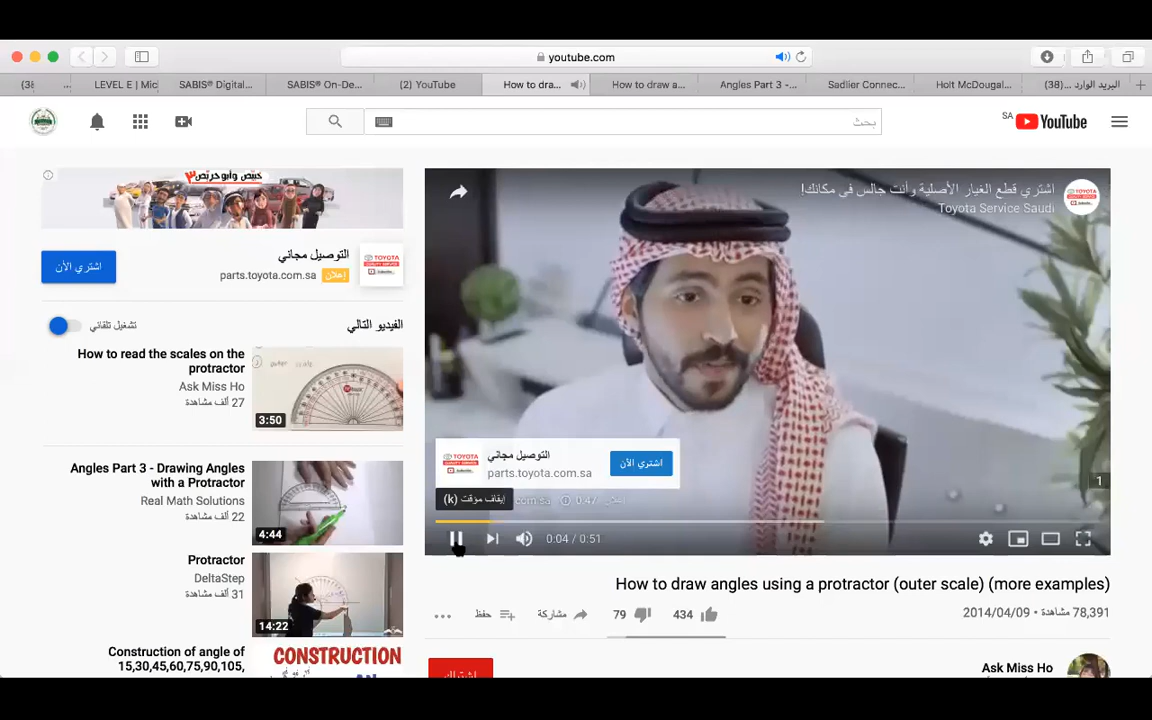 youtube.com
LEVEL E | Mic
SABIS® Digital...
SABIS® On-De...
(2) YouTube
How to dra...
How to draw a...
Angles Part 3 -...
Sadlier Connec...
Holt McDougal...
البريد الوارد ...(38)
بحث
YouTube SA
اشتري قطع الغيار الأصلية وأنت جالس في مكانك!
Toyota Service Saudi
التوصيل مجاني
parts.toyota.com.sa
اشتري الآن
إيقاف مؤقت (k)
0:47
1
0:04 / 0:51
How to draw angles using a protractor (outer scale) (more examples)
78,391 مشاهدة • 2014/04/09
434
79
مشاركة
حفظ
...
Ask Miss Ho
التوصيل مجاني
إعلان parts.toyota.com.sa
اشتري الآن
الفيديو التالي
تشغيل تلقائي
How to read the scales on the
protractor
Ask Miss Ho
27 ألف مشاهدة
3:50
Angles Part 3 - Drawing Angles
with a Protractor
Real Math Solutions
22 ألف مشاهدة
4:44
Protractor
DeltaStep
31 ألف مشاهدة
14:22
Construction of angle of
15,30,45,60,75,90,105,
CONSTRUCTION